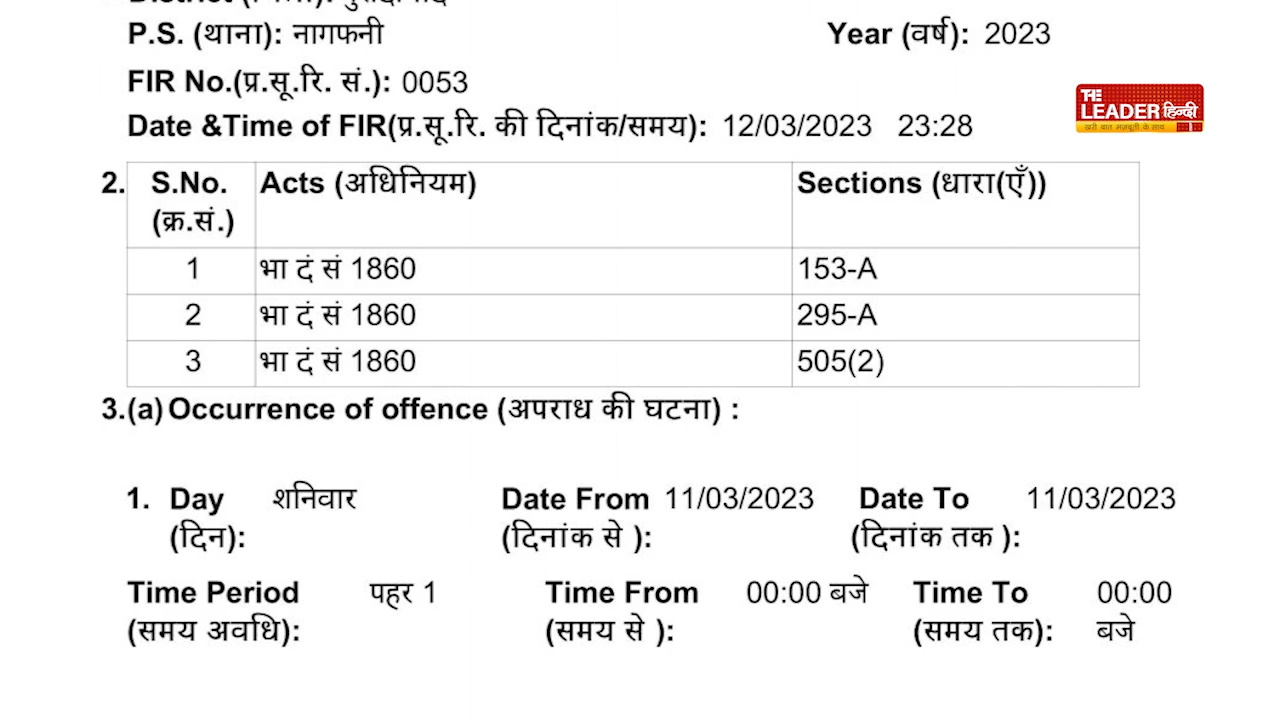 P.S. (थाना): नागफनी Year (वर्ष): 2023
FIR No.(प्र.सू.रि. सं.): 0053
THE LEADER हिन्दी
खरी बात मज़बूती के साथ
Date &Time of FIR(प्र.सू.रि. की दिनांक/समय): 12/03/2023 23:28
2. S.No. Acts (अधिनियम) Sections (धारा(एँ))
(क्र.सं.)
1 भा दं सं 1860 153-A
2 भा दं सं 1860 295-A
3 भा दं सं 1860 505(2)
3.(a) Occurrence of offence (अपराध की घटना) :
1. Day शनिवार Date From 11/03/2023 Date To 11/03/2023
(दिन): (दिनांक से ): (दिनांक तक ):
Time Period पहर 1 Time From 00:00 बजे Time To 00:00
(समय अवधि): (समय से ): (समय तक): बजे